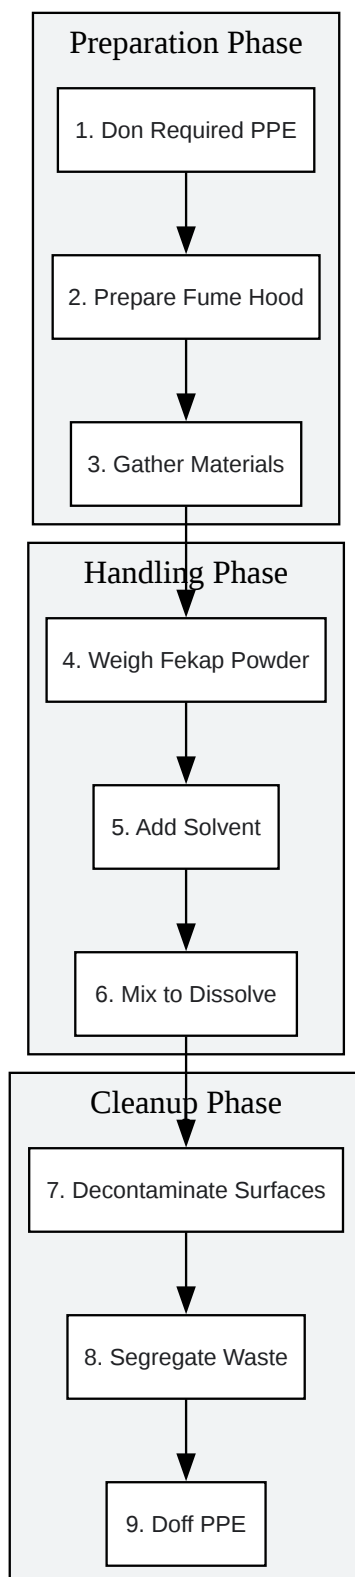 Preparation Phase
1. Don Required PPE
2. Prepare Fume Hood
3. Gather Materials
Handling Phase
4. Weigh Fekap Powder
5. Add Solvent
6. Mix to Dissolve
Cleanup Phase
7. Decontaminate Surfaces
8. Segregate Waste
9. Doff PPE